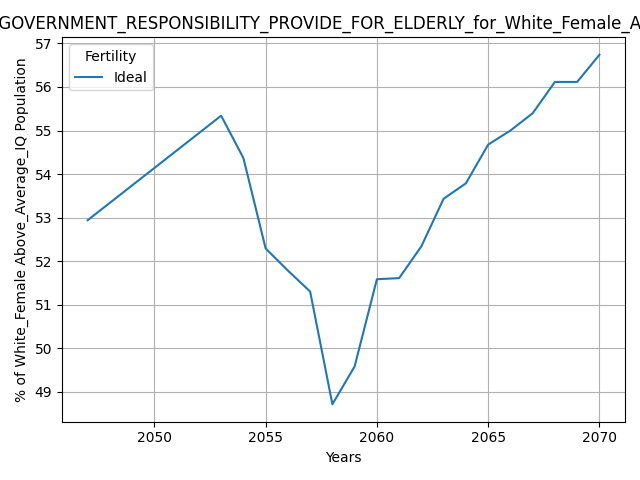 GOVERNMENT_RESPONSIBILITY_PROVIDE_FOR_ELDERLY_for_White_Female_A
% of White_Female Above_Average_IQ Population
57
56
55
54
53
52
51
50
49
Fertility
Ideal
2050 2055 2060 2065 2070
Years